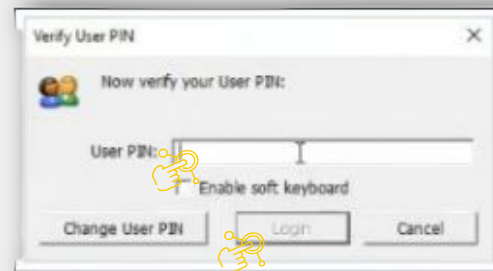 Verify User PIN
Now verify your User PIN:
User PIN:
Enable soft keyboard
Change User PIN
Login
Cancel